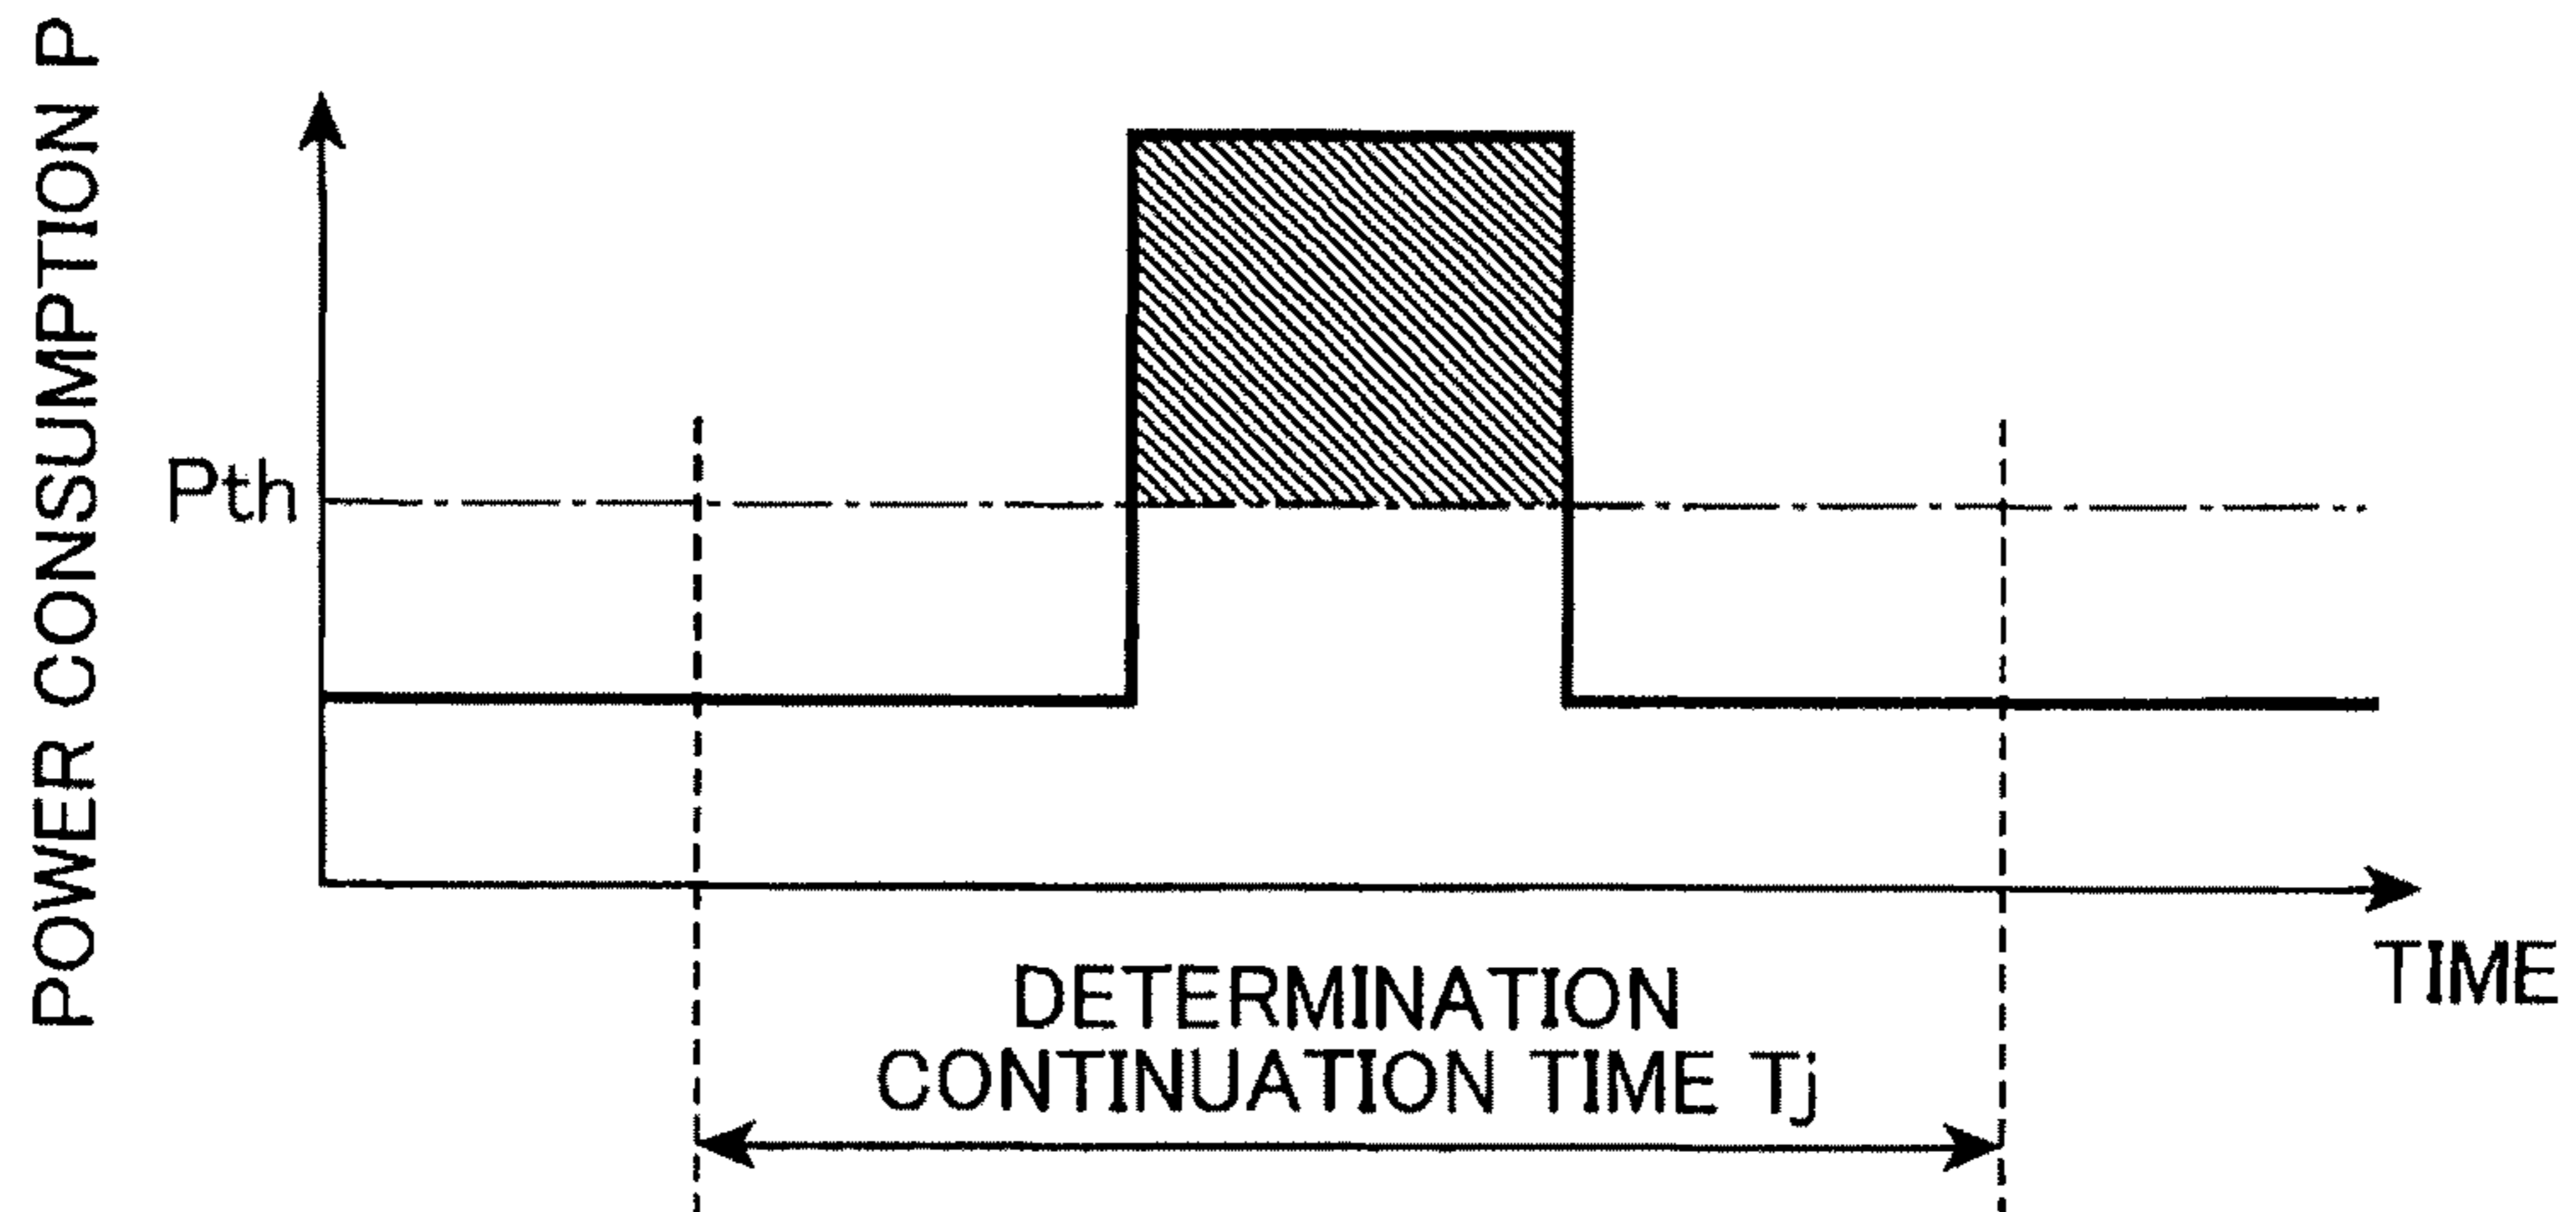 POWER CONSUMPTION P
Pth
TIME
DETERMINATION
CONTINUATION TIME Tj